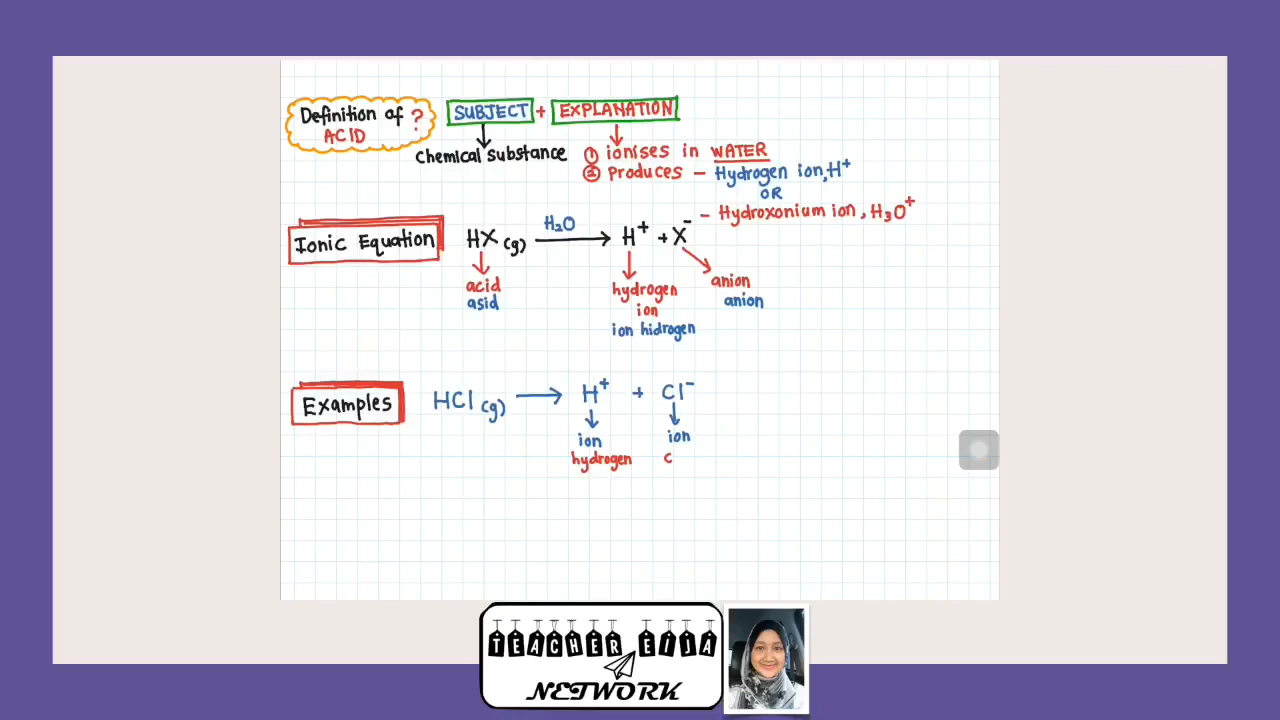 Definition of ?
ACID
SUBJECT + EXPLANATION
Chemical substance
① ionises in WATER
② Produces – Hydrogen ion, H⁺
OR
– Hydroxonium ion, H₃O⁺
Ionic Equation
HX (g) H₂O → H⁺ + X⁻
acid
asid
hydrogen
ion
ion hidrogen
anion
anion
Examples
HCl (g) → H⁺ + Cl⁻
ion
hydrogen
ion
c
TEACHER EIJA
NETWORK